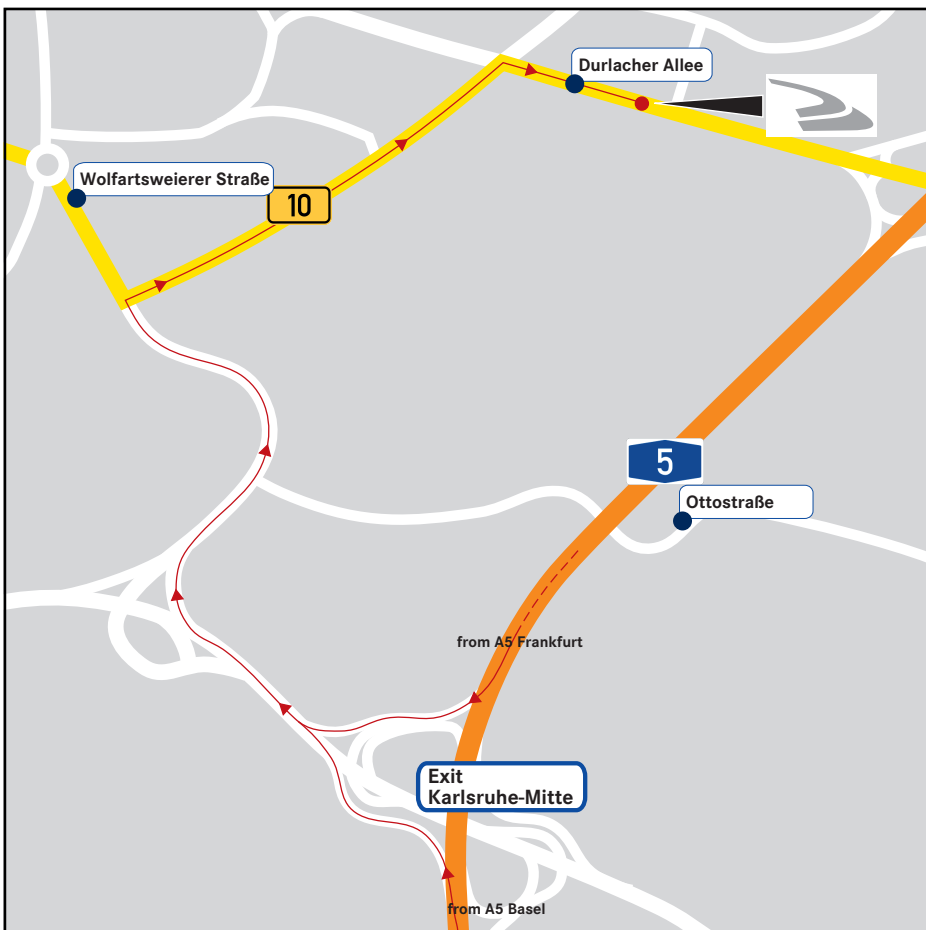 Durlacher Allee
Wolfartsweierer Straße
10
5
Ottostraße
from A5 Frankfurt
Exit
Karlsruhe-Mitte
from A5 Basel